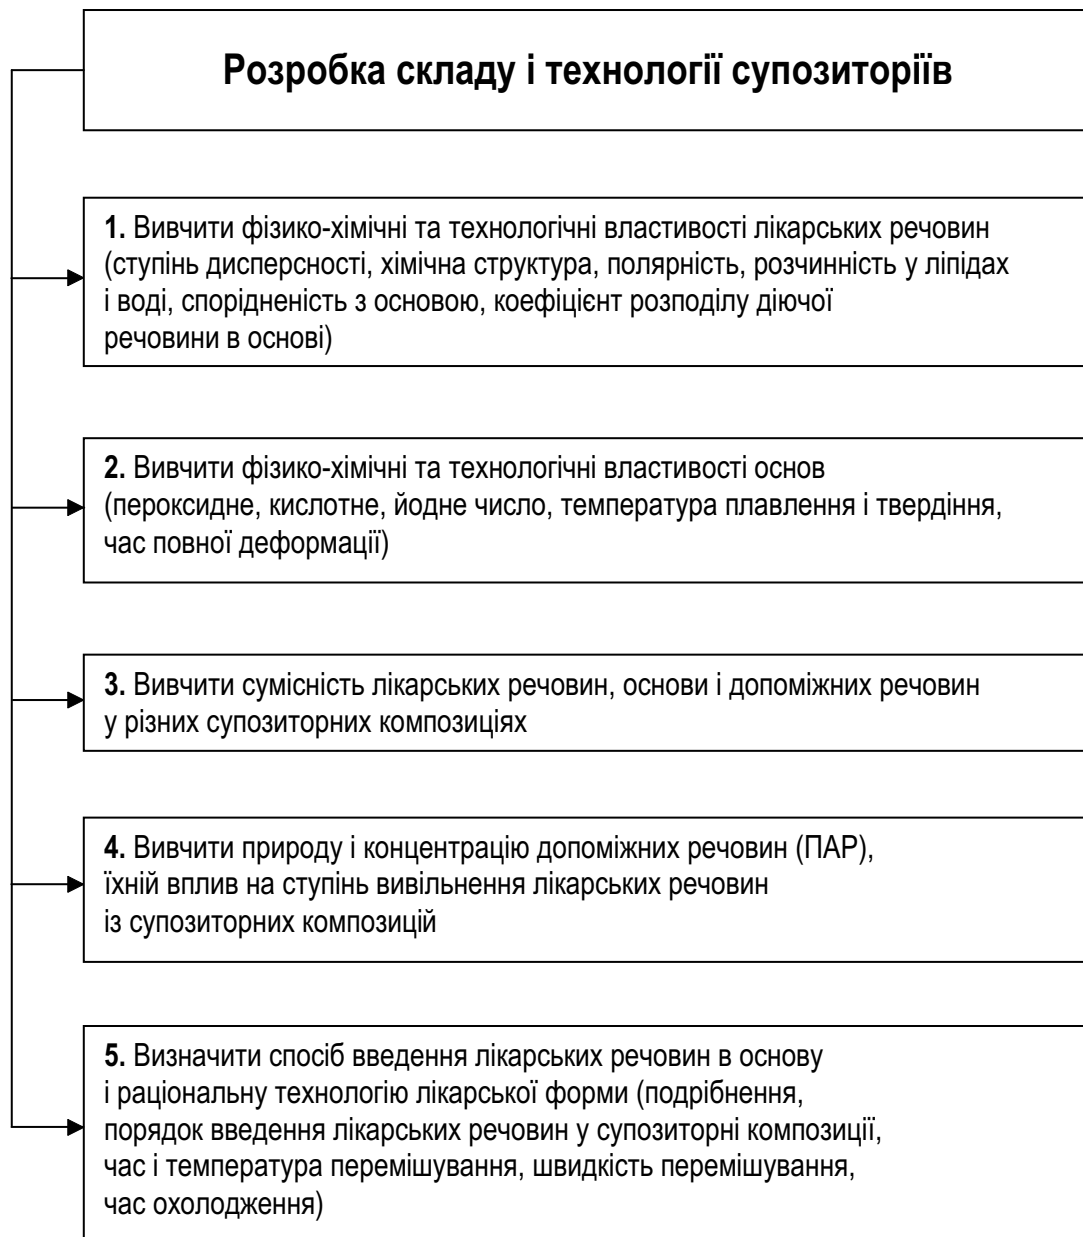 Розробка складу і технології супозиторіїв
1. Вивчити фізико-хімічні та технологічні властивості лікарських речовин
(ступінь дисперсності, хімічна структура, полярність, розчинність у ліпідах
і воді, спорідненість з основою, коефіцієнт розподілу діючої
речовини в основі)
2. Вивчити фізико-хімічні та технологічні властивості основ
(пероксидне, кислотне, йодне число, температура плавлення і твердіння,
час повної деформації)
3. Вивчити сумісність лікарських речовин, основи і допоміжних речовин
у різних супозиторних композиціях
4. Вивчити природу і концентрацію допоміжних речовин (ПАР),
їхній вплив на ступінь вивільнення лікарських речовин
із супозиторних композицій
5. Визначити спосіб введення лікарських речовин в основу
і раціональну технологію лікарської форми (подрібнення,
порядок введення лікарських речовин у супозиторні композиції,
час і температура перемішування, швидкість перемішування,
час охолодження)